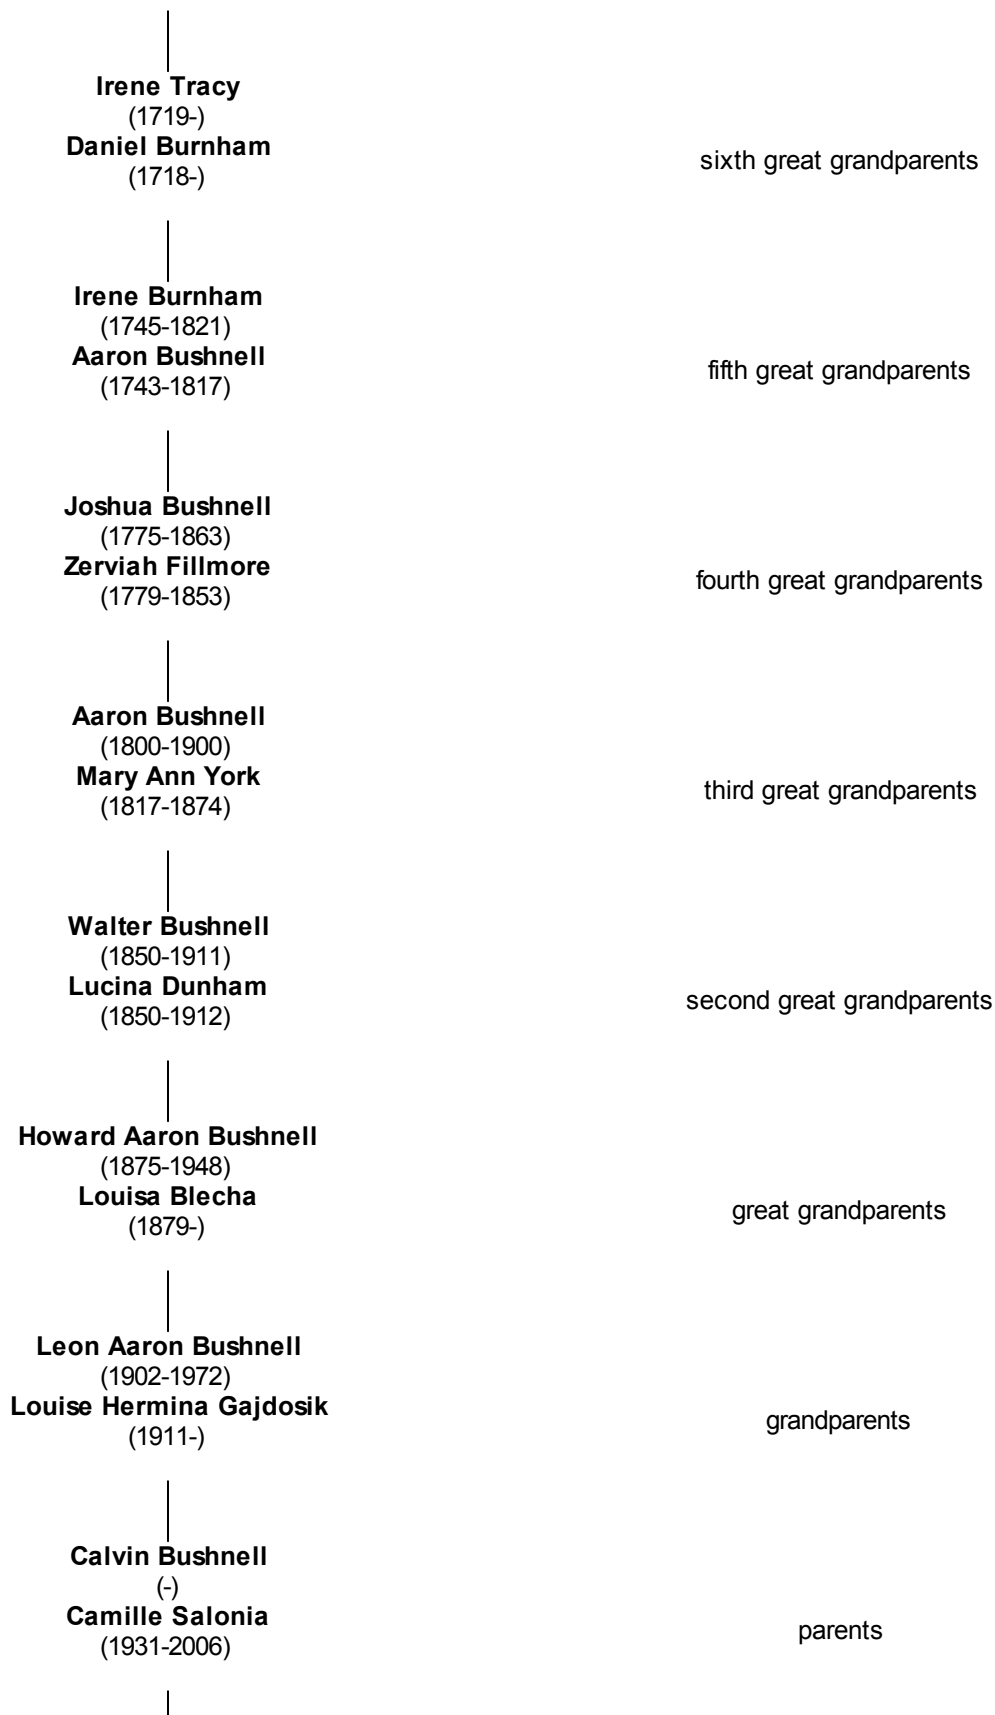 Irene Tracy
(1719-)
Daniel Burnham
(1718-)
sixth great grandparents
Irene Burnham
(1745-1821)
Aaron Bushnell
(1743-1817)
fifth great grandparents
Joshua Bushnell
(1775-1863)
Zerviah Fillmore
(1779-1853)
fourth great grandparents
Aaron Bushnell
(1800-1900)
Mary Ann York
(1817-1874)
third great grandparents
Walter Bushnell
(1850-1911)
Lucina Dunham
(1850-1912)
second great grandparents
Howard Aaron Bushnell
(1875-1948)
Louisa Blecha
(1879-)
great grandparents
Leon Aaron Bushnell
(1902-1972)
Louise Hermina Gajdosik
(1911-)
grandparents
Calvin Bushnell
(-)
Camille Salonia
(1931-2006)
parents